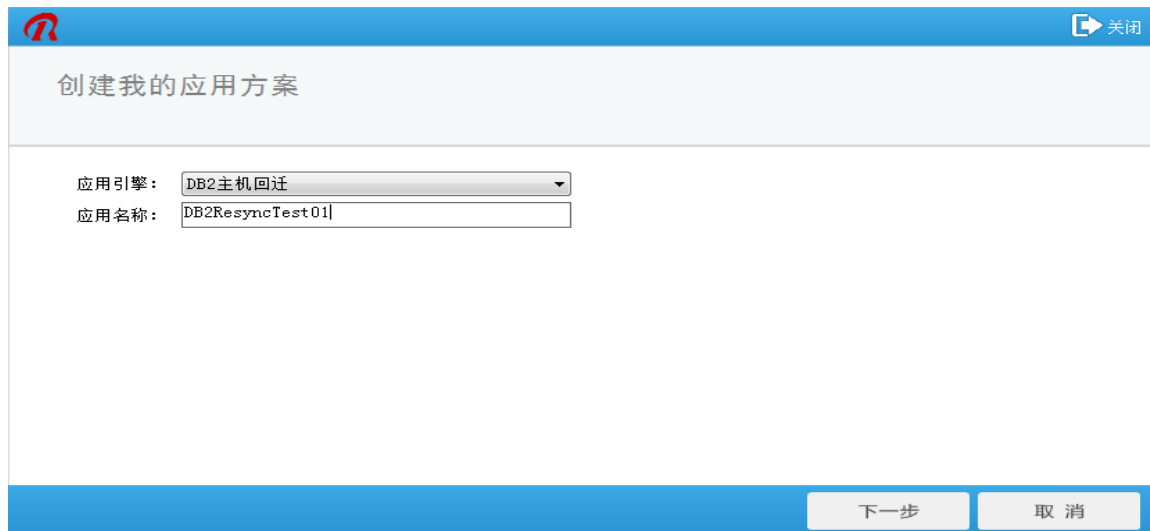 关闭
创建我的应用方案
应用引擎： DB2主机回迁
应用名称： DB2ResyncTest01
下一步 取 消